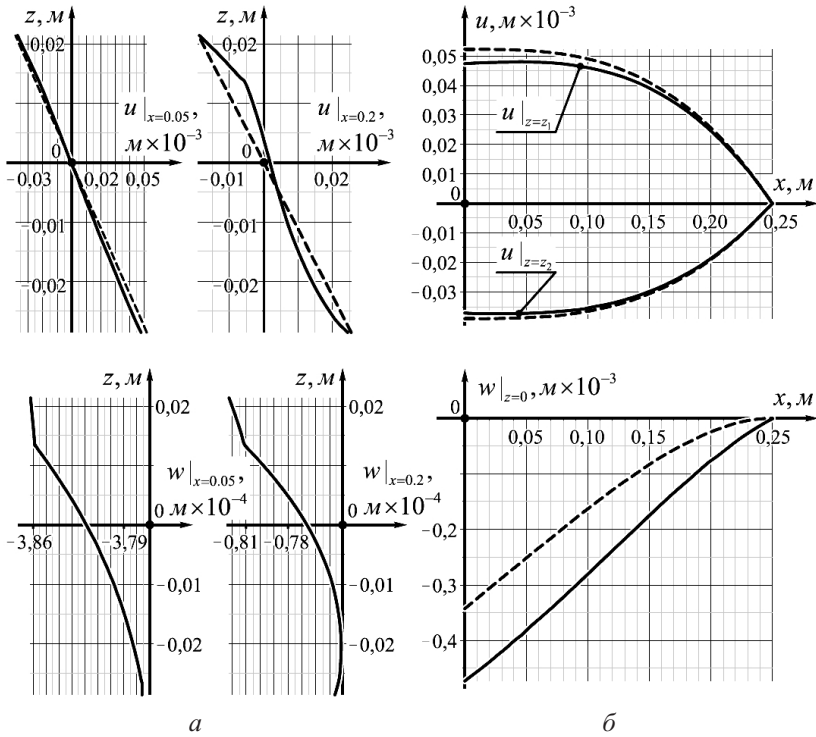 z, м
z, м
u, м×10⁻³
0,02
0,02
0,05
0,04
0,03
0,02
0,01
0
u|x=0.05,
м×10⁻³
u|x=0.2,
м×10⁻³
u|z=z₁
x, м
0
0
−0,03
0,02
0,05
−0,01
0,02
0,05
0,10
0,15
0,20
0,25
−0,01
−0,01
−0,01
−0,02
−0,02
−0,02
−0,03
u|z=z₂
z, м
z, м
w|z=0, м×10⁻³
0,02
0,02
0
x, м
0,05
0,10
0,15
0,20
0,25
w|x=0.05,
м×10⁻⁴
w|x=0.2,
м×10⁻⁴
0
0
−3,86
−3,79
−0,81
−0,78
−0,01
−0,01
−0,02
−0,02
−0,1
−0,2
−0,3
−0,4
а
б